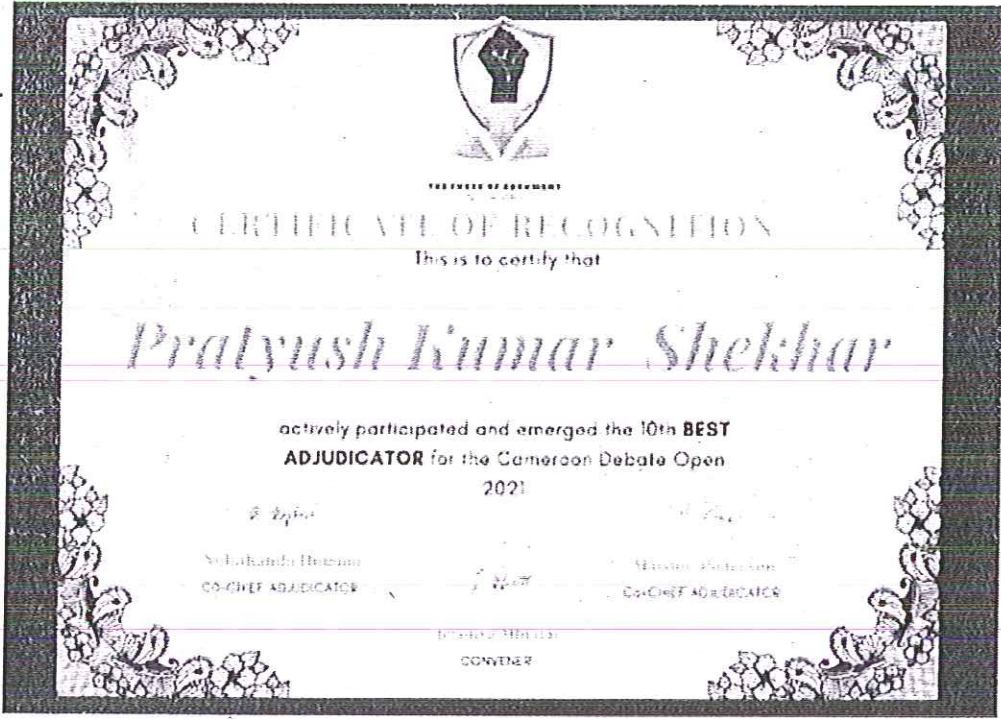 CERTIFICATE OF RECOGNITION
This is to certify that
Pratyush Kumar Shekhar
actively participated and emerged the 10th BEST
ADJUDICATOR for the Cameroon Debate Open
2021
CO-CHIEF ADJUDICATOR
Co-CHIEF ADJUDICATOR
CONVENER